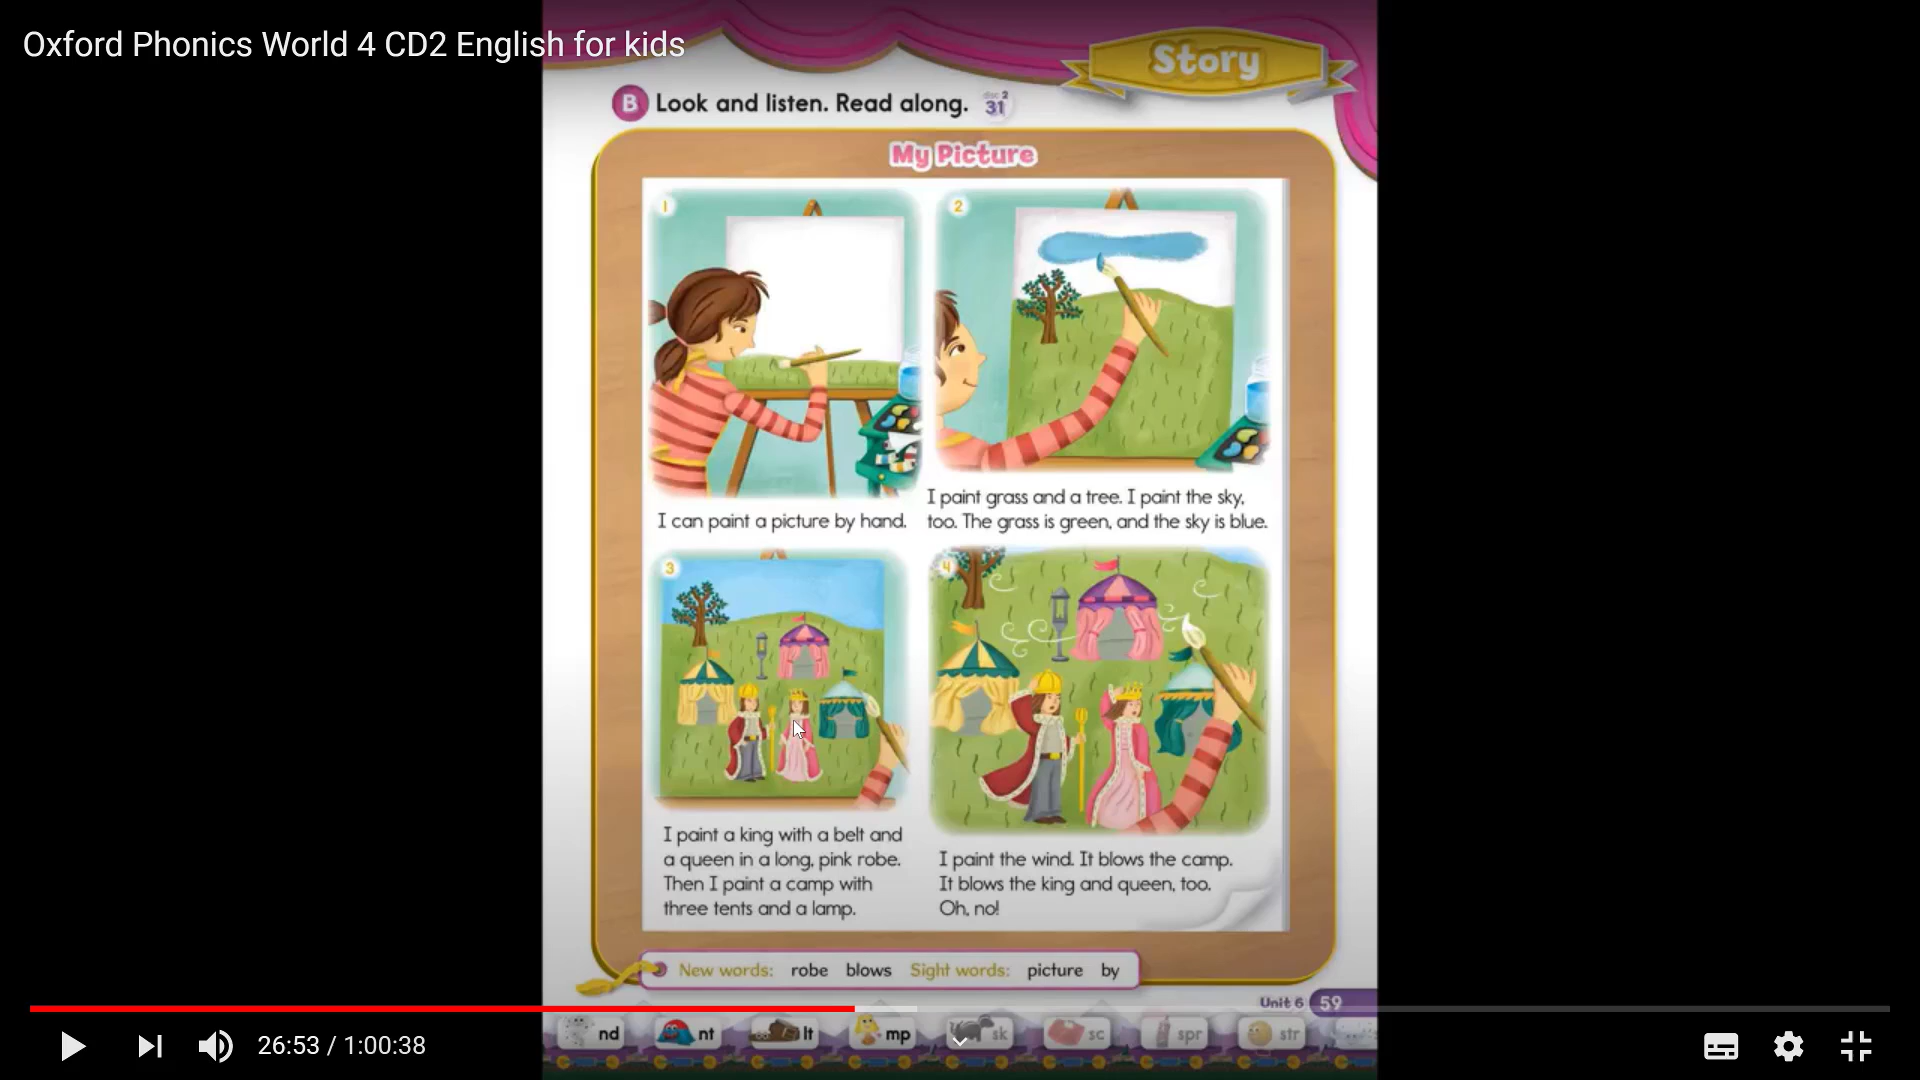 Oxford Phonics World 4 CD2 English for kids
Story
B Look and listen. Read along. disc 2 31
My Picture
1
I can paint a picture by hand.
2
I paint grass and a tree. I paint the sky,
too. The grass is green, and the sky is blue.
3
I paint a king with a belt and
a queen in a long, pink robe.
Then I paint a camp with
three tents and a lamp.
4
I paint the wind. It blows the camp.
It blows the king and queen, too.
Oh, no!
New words: robe blows Sight words: picture by
Unit 6 59
nd nt lt mp sk sc spr str
26:53 / 1:00:38